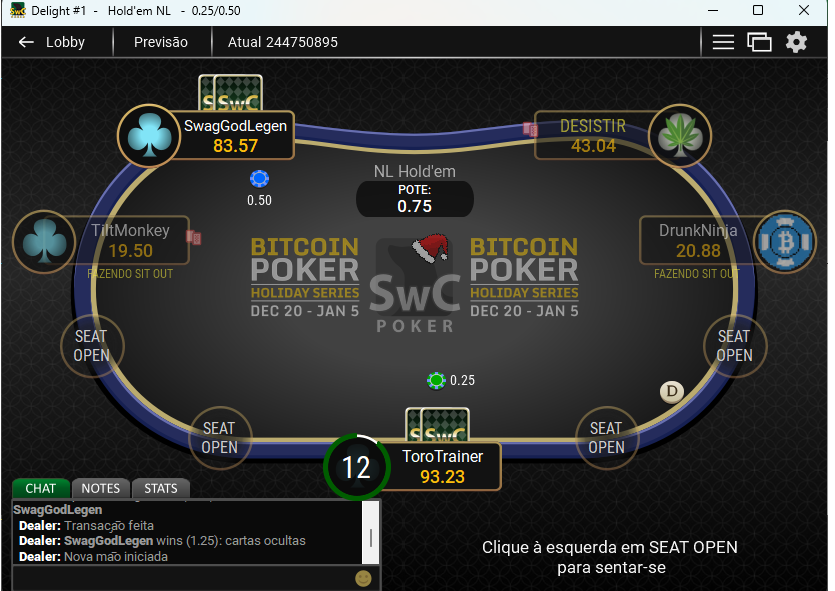 Delight #1 - Hold'em NL - 0.25/0.50
Lobby
Previsão
Atual 244750895
SwC
SwagGodLegen
83.57
DESISTIR
43.04
0.50
NL Hold'em
POTE:
0.75
TiltMonkey
19.50
FAZENDO SIT OUT
DrunkNinja
20.88
FAZENDO SIT OUT
BITCOIN
POKER
HOLIDAY SERIES
DEC 20 - JAN 5
SwC
POKER
BITCOIN
POKER
HOLIDAY SERIES
DEC 20 - JAN 5
SEAT
OPEN
SEAT
OPEN
0.25
D
SwC
SEAT
OPEN
SEAT
OPEN
12
ToroTrainer
93.23
CHAT
NOTES
STATS
SwagGodLegen
Dealer: Transação feita
Dealer: SwagGodLegen wins (1.25): cartas ocultas
Dealer: Nova mão iniciada
Clique à esquerda em SEAT OPEN
para sentar-se